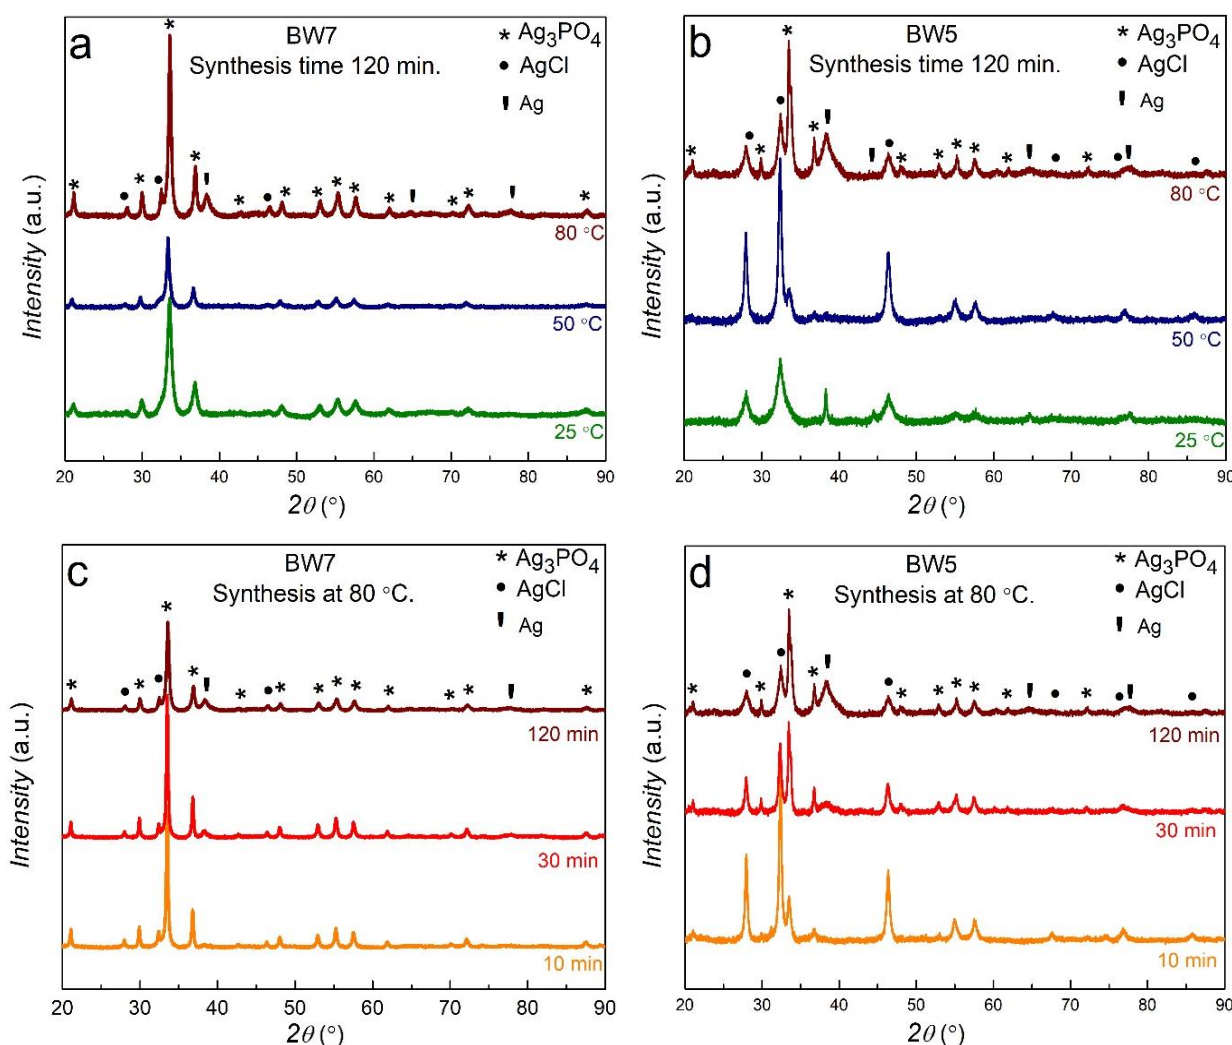 a
BW7
Synthesis time 120 min.
* Ag₃PO₄
• AgCl
Ag
80 °C
50 °C
25 °C
Intensity (a.u.)
20 30 40 50 60 70 80 90
2θ (°)
b
BW5
Synthesis time 120 min.
* Ag₃PO₄
• AgCl
Ag
80 °C
50 °C
25 °C
Intensity (a.u.)
20 30 40 50 60 70 80 90
2θ (°)
c
BW7
Synthesis at 80 °C.
* Ag₃PO₄
• AgCl
Ag
120 min
30 min
10 min
Intensity (a.u.)
20 30 40 50 60 70 80 90
2θ (°)
d
BW5
Synthesis at 80 °C.
* Ag₃PO₄
• AgCl
Ag
120 min
30 min
10 min
Intensity (a.u.)
20 30 40 50 60 70 80 90
2θ (°)